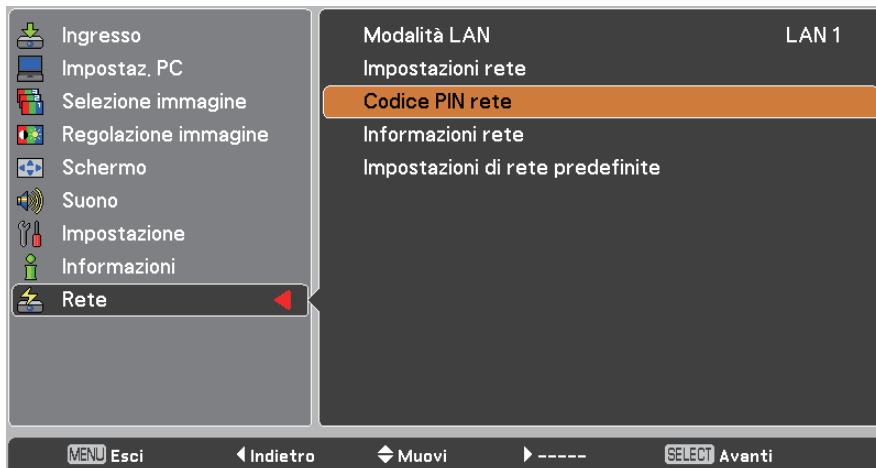 Ingresso
Impostaz. PC
Selezione immagine
Regolazione immagine
Schermo
Suono
Impostazione
Informazioni
Rete
Modalità LAN LAN 1
Impostazioni rete
Codice PIN rete
Informazioni rete
Impostazioni di rete predefinite
MENU Esci Indietro Muovi ----- SELECT Avanti